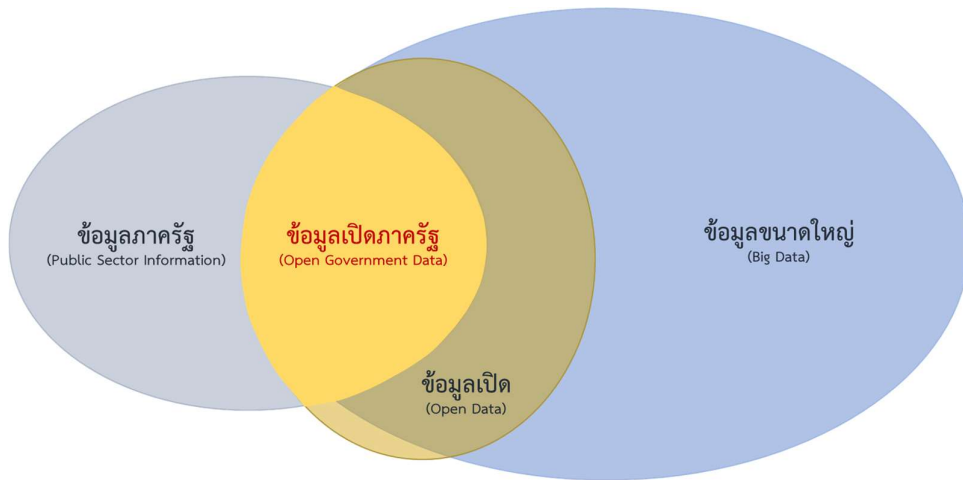 ข้อมูลภาครัฐ
(Public Sector Information)
ข้อมูลเปิดภาครัฐ
(Open Government Data)
ข้อมูลขนาดใหญ่
(Big Data)
ข้อมูลเปิด
(Open Data)